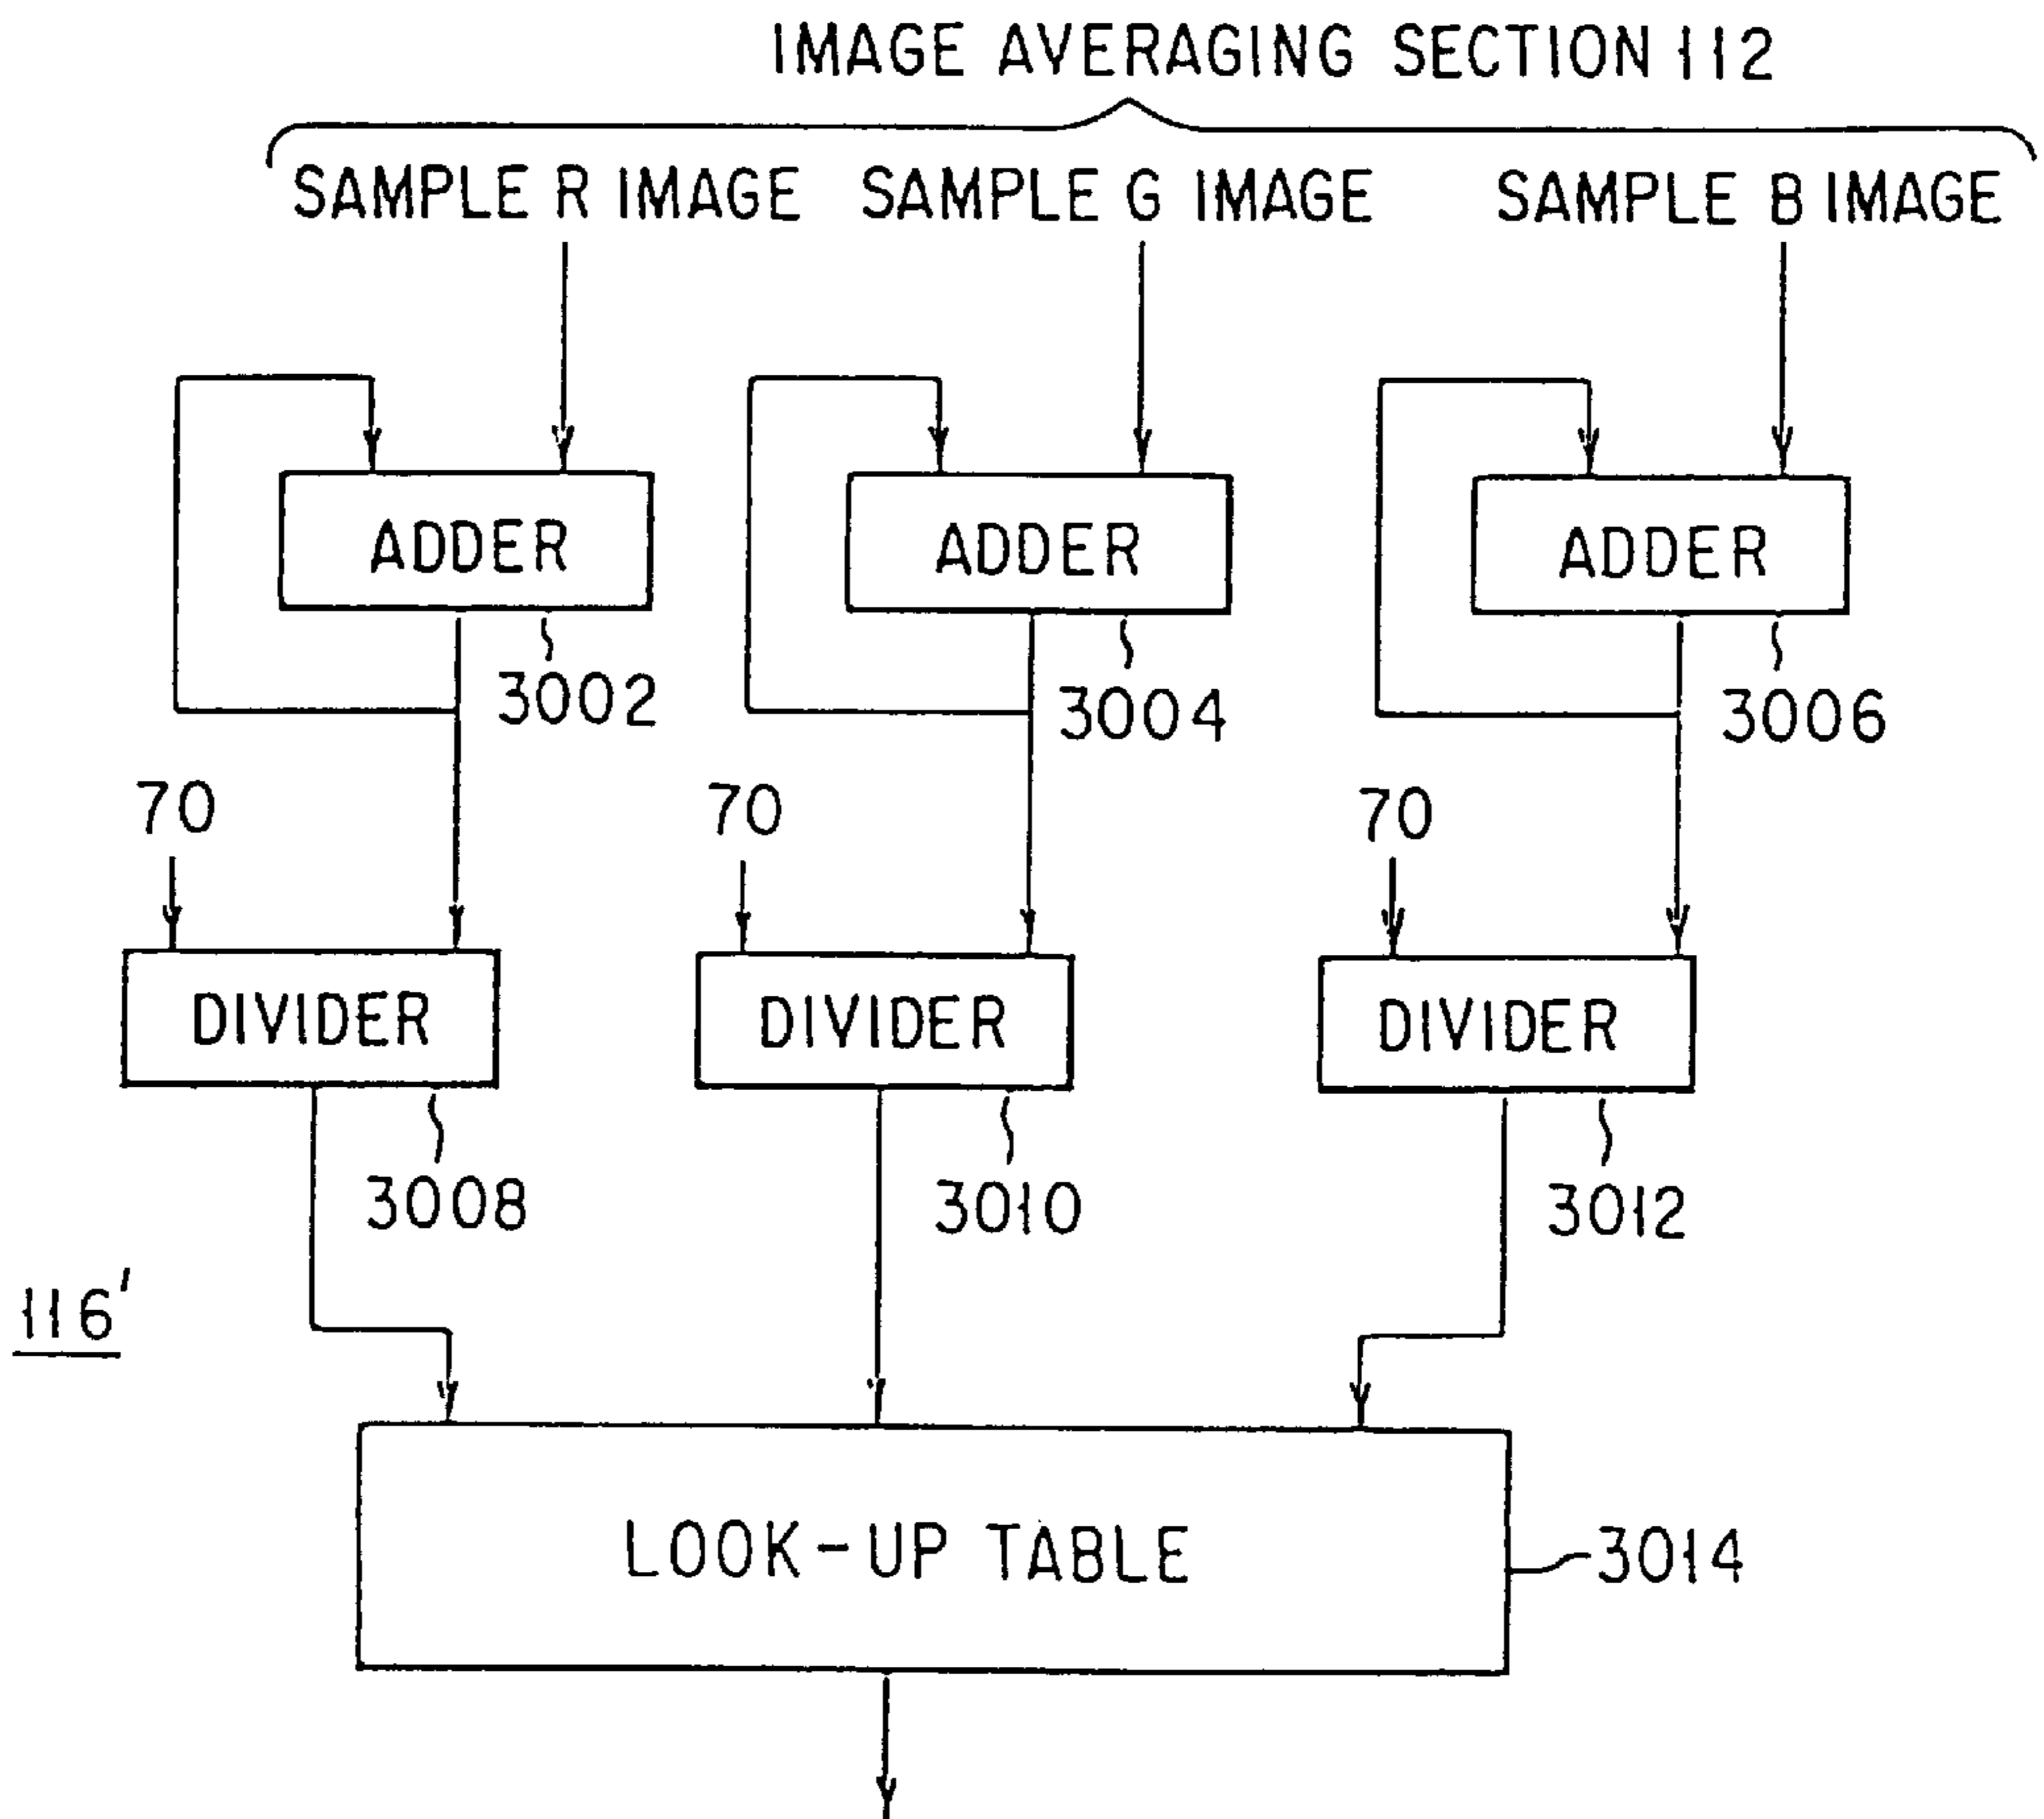 IMAGE AVERAGING SECTION 112
SAMPLE R IMAGE SAMPLE G IMAGE SAMPLE B IMAGE
ADDER ADDER ADDER
3002 3004 3006
70 70 70
DIVIDER DIVIDER DIVIDER
3008 3010 3012
116'
LOOK-UP TABLE 3014